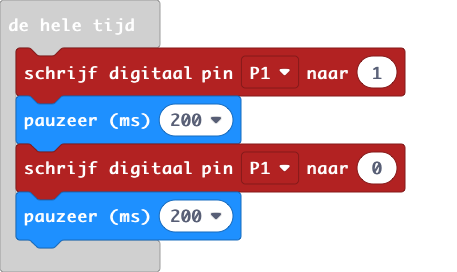 de hele tijd
schrijf digitaal pin P1 naar 1
pauzeer (ms) 200
schrijf digitaal pin P1 naar 0
pauzeer (ms) 200